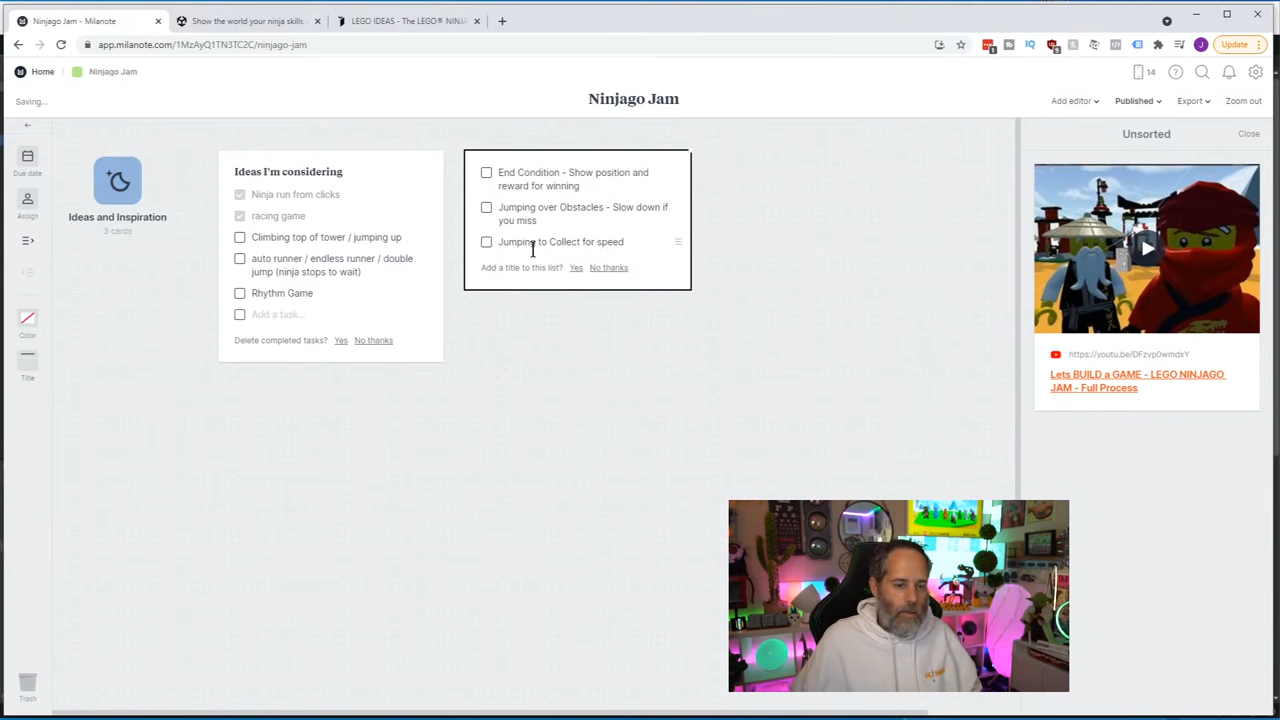 Ninjago Jam - Milanote
Show the world your ninja skills
LEGO IDEAS - The LEGO® NINJA
app.milanote.com/1MzAyQ1TN3TC2C/ninjago-jam
Update
Home
Ninjago Jam
14
Saving...
Ninjago Jam
Add editor
Published
Export
Zoom out
Unsorted
Close
Due date
Assign
Color
Title
Trash
Ideas and Inspiration
3 cards
Ideas I'm considering
Ninja run from clicks
racing game
Climbing top of tower / jumping up
auto runner / endless runner / double
jump (ninja stops to wait)
Rhythm Game
Add a task...
Delete completed tasks? Yes No thanks
End Condition - Show position and
reward for winning
Jumping over Obstacles - Slow down if
you miss
Jumping to Collect for speed
Add a title to this list? Yes No thanks
https://youtu.be/DFzvp0wmdxY
Lets BUILD a GAME - LEGO NINJAGO
JAM - Full Process